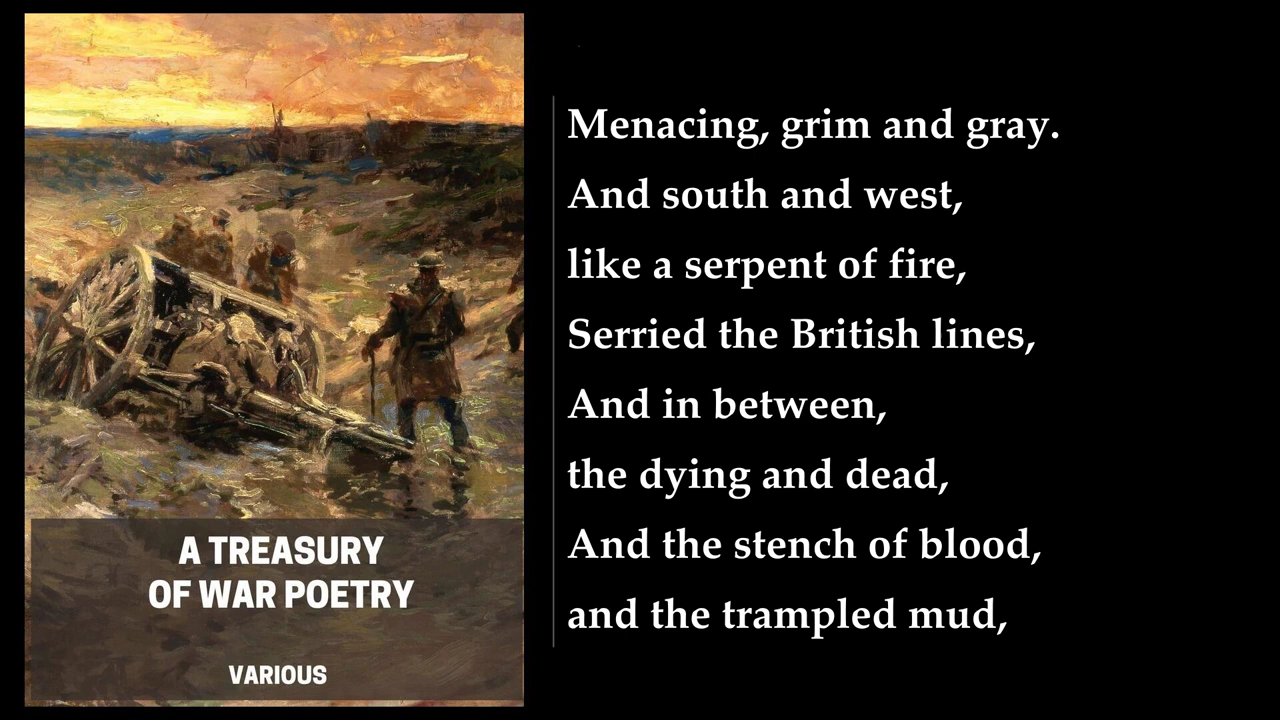 A TREASURY
OF WAR POETRY
VARIOUS
Menacing, grim and gray.
And south and west,
like a serpent of fire,
Serried the British lines,
And in between,
the dying and dead,
And the stench of blood,
and the trampled mud,